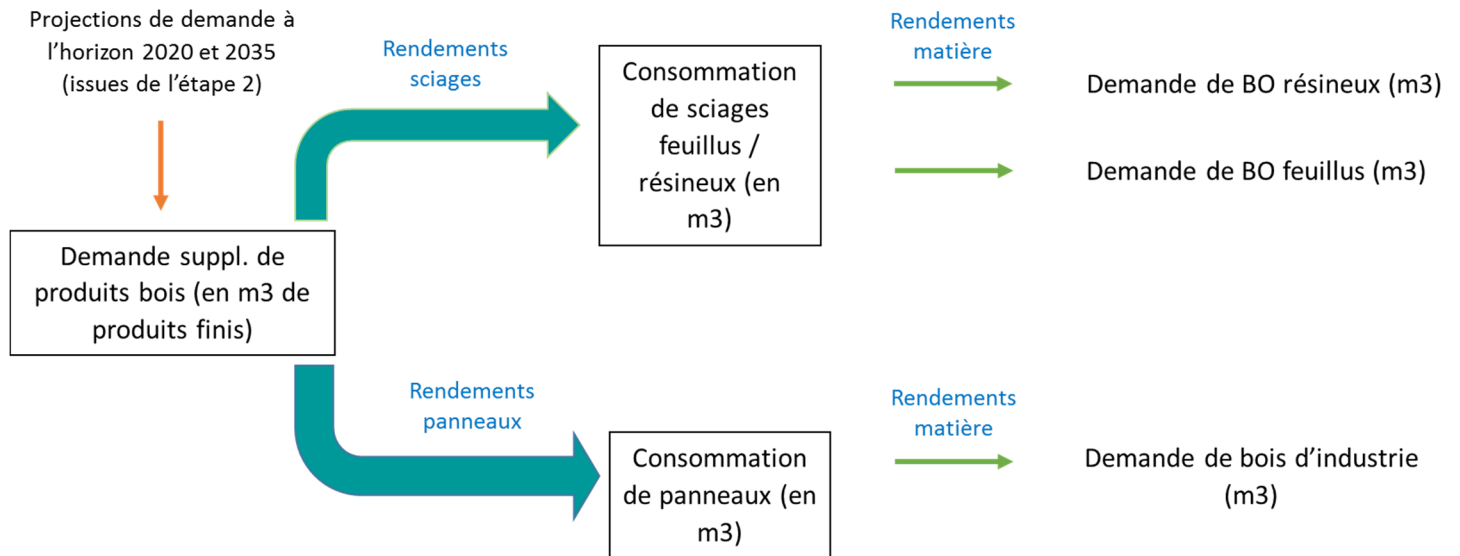 Projections de demande à
l’horizon 2020 et 2035
(issues de l’étape 2)
Demande suppl. de
produits bois (en m3 de
produits finis)
Rendements
sciages
Consommation
de sciages
feuillus /
résineux (en
m3)
Rendements
matière
Demande de BO résineux (m3)
Demande de BO feuillus (m3)
Rendements
panneaux
Consommation
de panneaux (en
m3)
Rendements
matière
Demande de bois d’industrie
(m3)